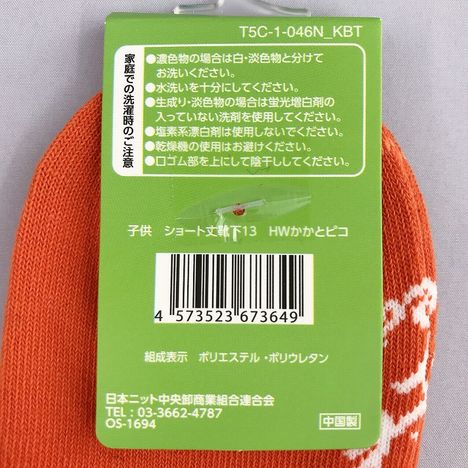 T5C-1-046N_KBT
家庭での洗濯時のご注意
●濃色物の場合は白・淡色物と分けて
お洗いください。
●水洗いを十分にしてください。
●生成り・淡色物の場合は蛍光増白剤の
入っていない洗剤を使用してください。
●塩素系漂白剤は使用しないでください。
●乾燥機の使用はお避けください。
●口ゴム部を上にして陰干ししてください。
子供 ショート丈靴下13 HWかかとピコ
4 573523 673649
組成表示 ポリエステル・ポリウレタン
日本ニット中央卸商業組合連合会
TEL : 03-3662-4787
OS-1694
中国製